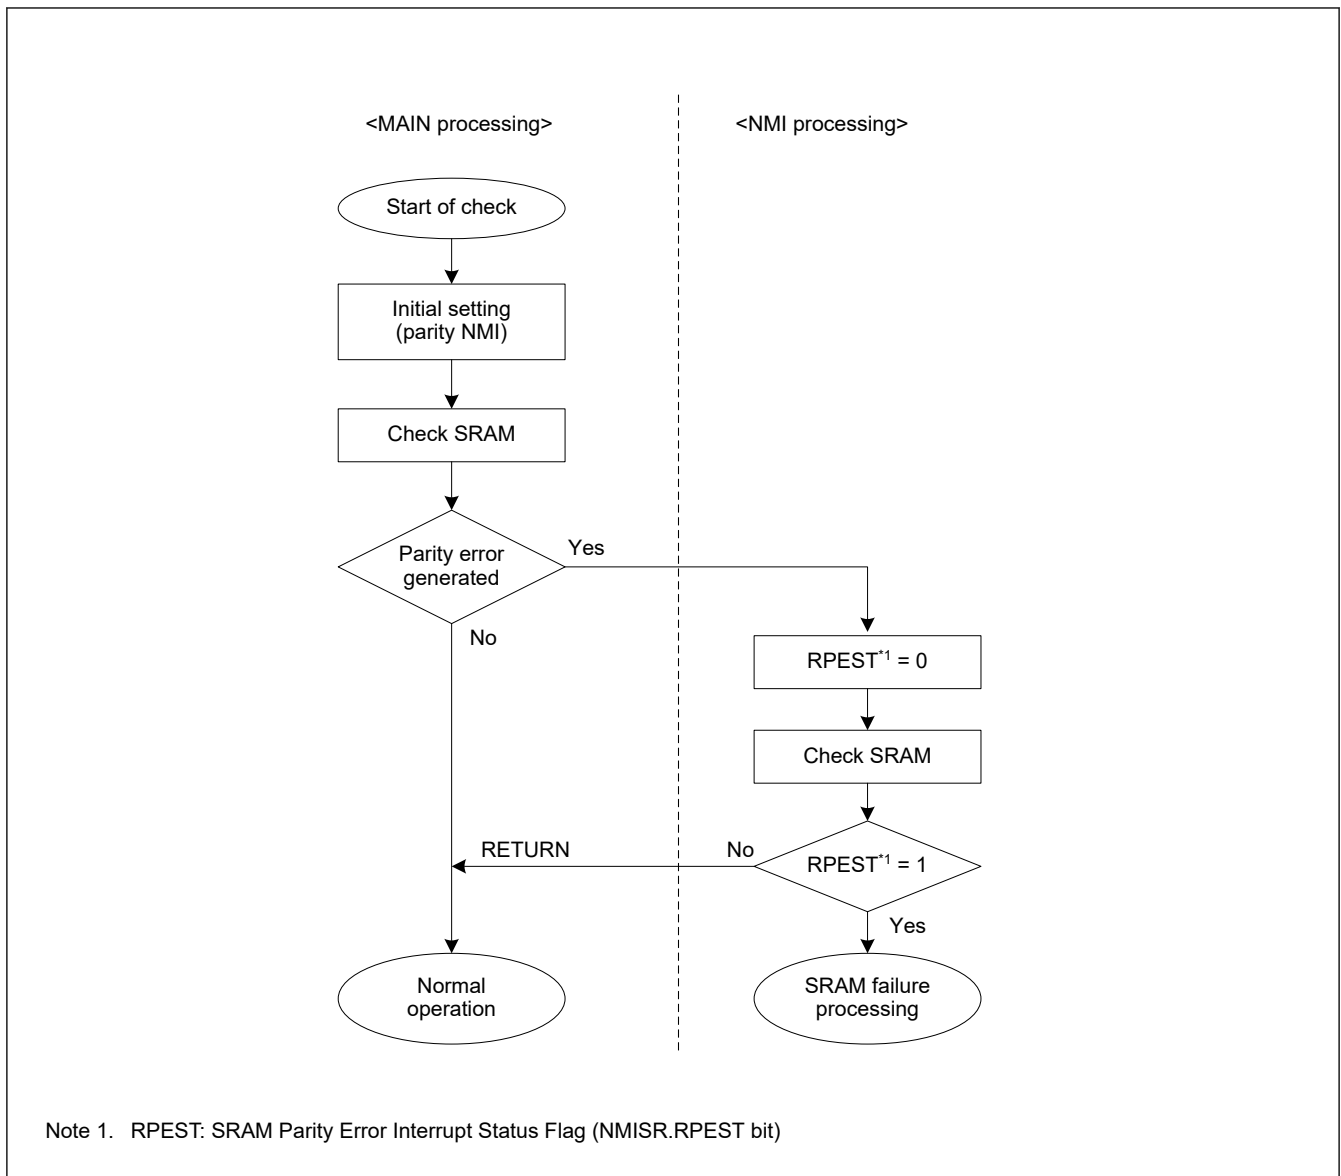 <MAIN processing>
<NMI processing>
Start of check
Initial setting
(parity NMI)
Check SRAM
Parity error
generated
Yes
No
RPEST*1 = 0
Check SRAM
RPEST*1 = 1
No
RETURN
Yes
Normal
operation
SRAM failure
processing
Note 1. RPEST: SRAM Parity Error Interrupt Status Flag (NMISR.RPEST bit)